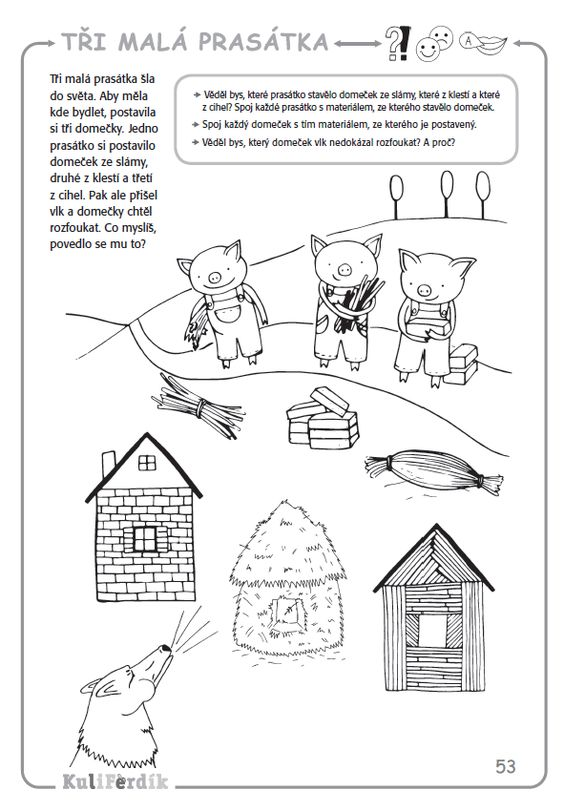 TŘI MALÁ PRASÁTKA
?!
A
Tři malá prasátka šla
do světa. Aby měla
kde bydlet, postavila
si tři domečky. Jedno
prasátko si postavilo
domeček ze slámy,
druhé z klestí a třetí
z cihel. Pak ale přišel
vlk a domečky chtěl
rozfoukat. Co myslíš,
povedlo se mu to?
➔ Věděl bys, které prasátko stavělo domeček ze slámy, které z klestí a které
z cihel? Spoj každé prasátko s materiálem, ze kterého stavělo domeček.
➔ Spoj každý domeček s tím materiálem, ze kterého je postavený.
➔ Věděl bys, který domeček vlk nedokázal rozfoukat? A proč?
53
KuliFerdík